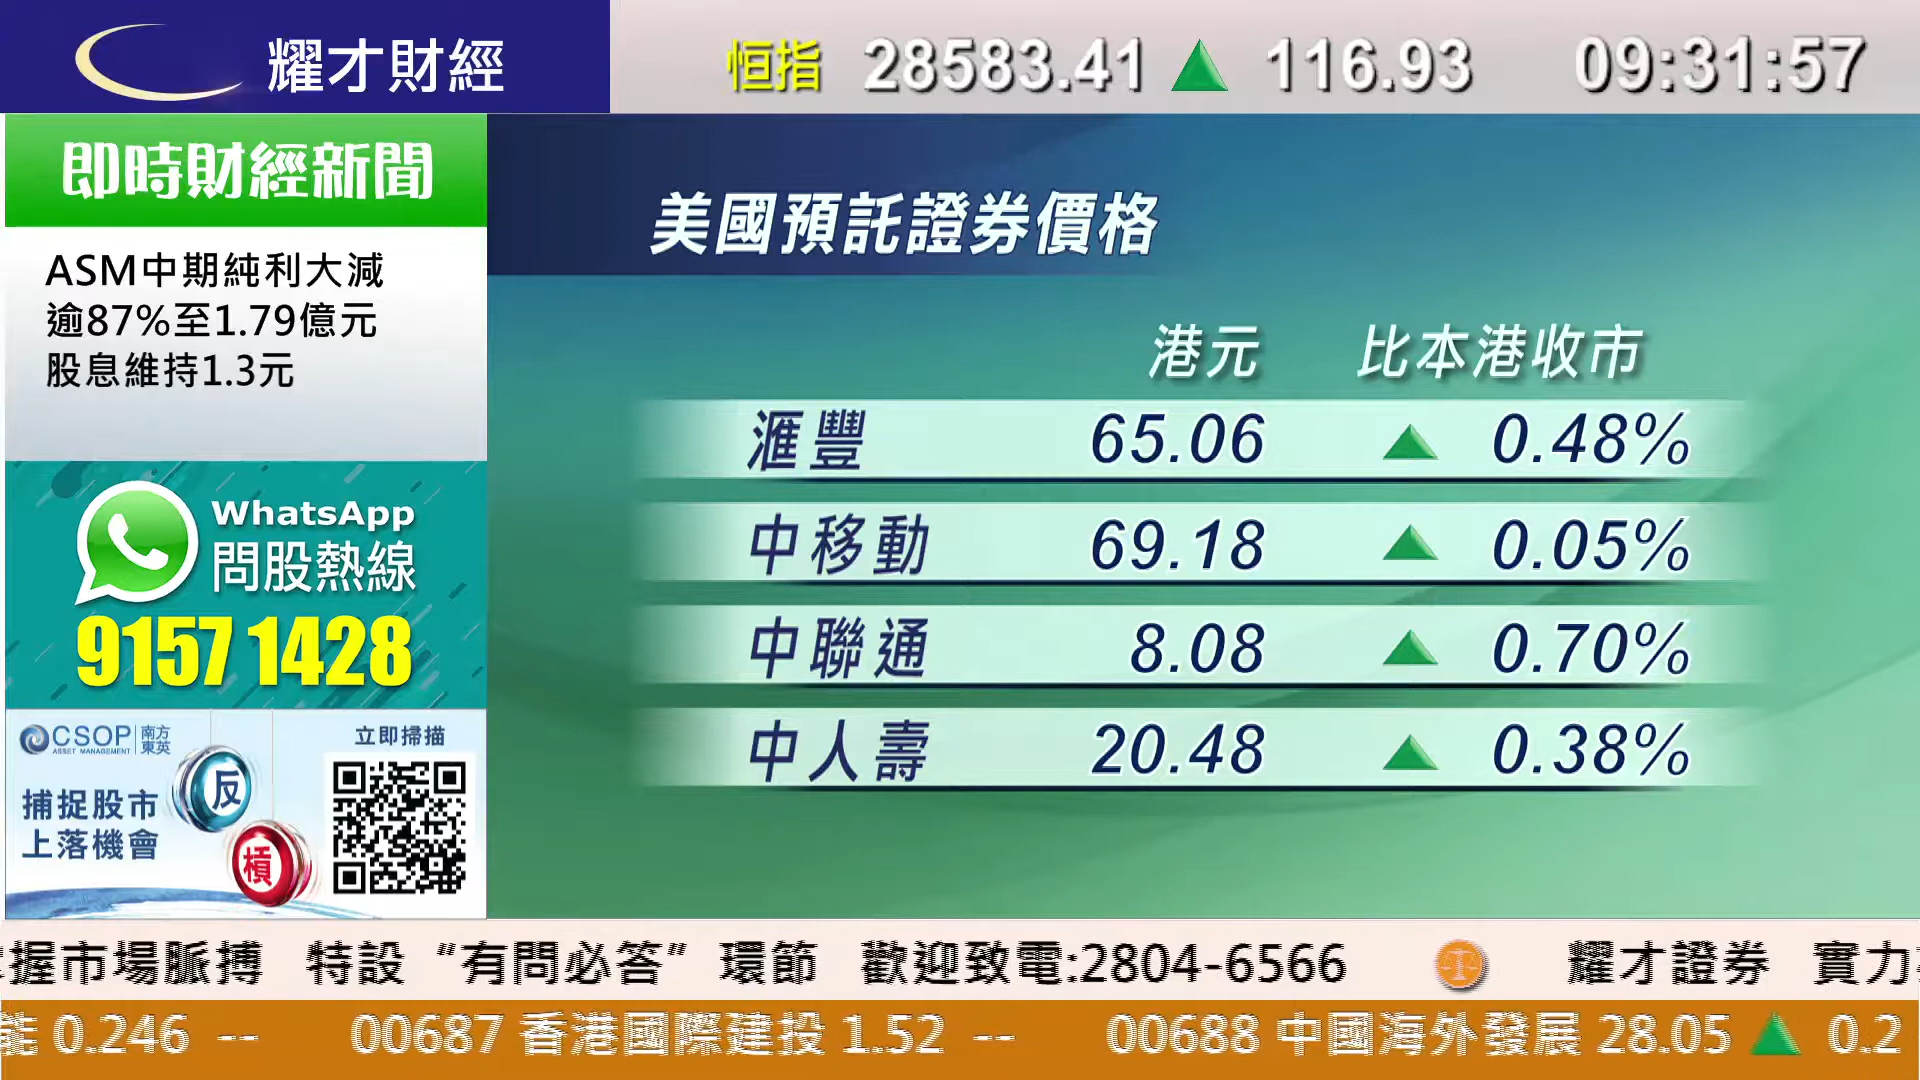 耀才財經
恒指 28583.41 ▲ 116.93 09:31:57
即時財經新聞
ASM中期純利大減
逾87%至1.79億元
股息維持1.3元
WhatsApp
問股熱線
9157 1428
CSOP 南方東英
ASSET MANAGEMENT
立即掃描
捕捉股市
上落機會
反
槓
美國預託證券價格
港元 比本港收市
滙豐 65.06 ▲ 0.48%
中移動 69.18 ▲ 0.05%
中聯通 8.08 ▲ 0.70%
中人壽 20.48 ▲ 0.38%
握市場脈搏 特設“有問必答”環節 歡迎致電:2804-6566 耀才證券 實力
能 0.246 -- 00687 香港國際建投 1.52 -- 00688 中國海外發展 28.05 ▲ 0.2